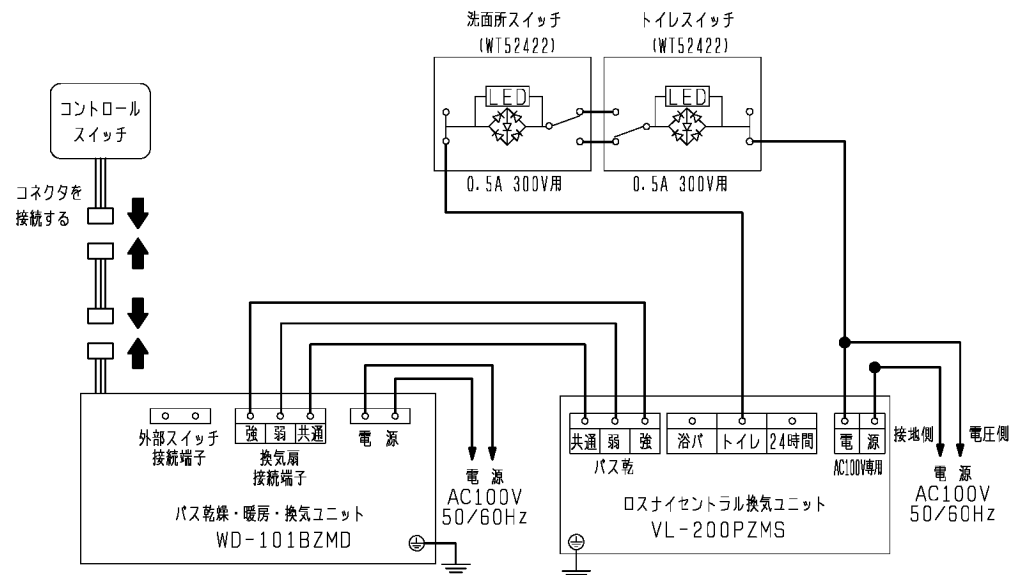 洗面所スイッチ
(WT52422)
トイレスイッチ
(WT52422)
LED
LED
0.5A 300V用
0.5A 300V用
コントロール
スイッチ
コネクタを
接続する
外部スイッチ
接続端子
強 弱 共通
換気扇
接続端子
電 源
電 源
AC100V
50/60Hz
バス乾燥・暖房・換気ユニット
WD-101BZMD
共通 弱 強
バス乾
浴バ トイレ 24時間
電 源
AC100V専用
接地側
電圧側
電 源
AC100V
50/60Hz
ロスナイセントラル換気ユニット
VL-200PZMS